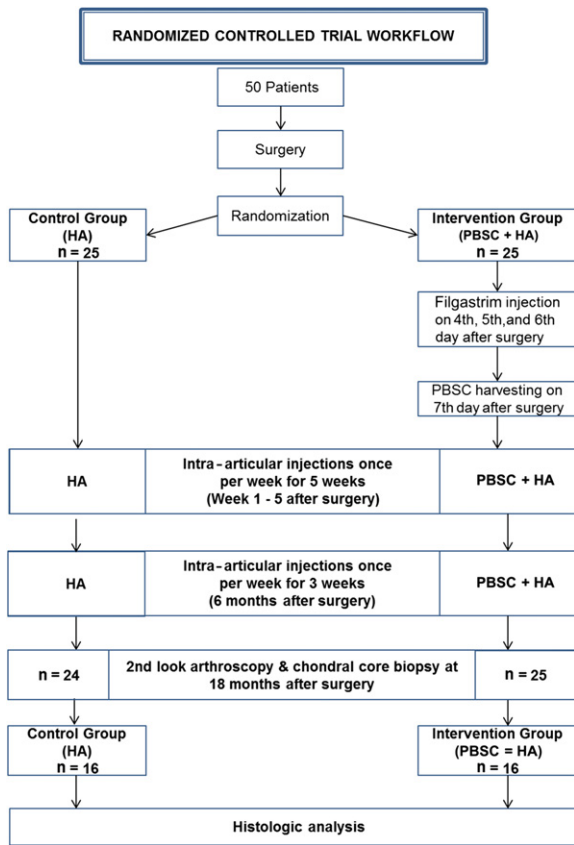 RANDOMIZED CONTROLLED TRIAL WORKFLOW
50 Patients
Surgery
Randomization
Control Group
(HA)
n = 25
Intervention Group
(PBSC + HA)
n = 25
Filgastrim injection
on 4th, 5th,and 6th
day after surgery
PBSC harvesting on
7th day after surgery
HA
Intra-articular injections once
per week for 5 weeks
(Week 1 - 5 after surgery)
PBSC + HA
HA
Intra-articular injections once
per week for 3 weeks
(6 months after surgery)
PBSC + HA
n = 24
2nd look arthroscopy & chondral core biopsy at
18 months after surgery
n = 25
Control Group
(HA)
n = 16
Intervention Group
(PBSC = HA)
n = 16
Histologic analysis